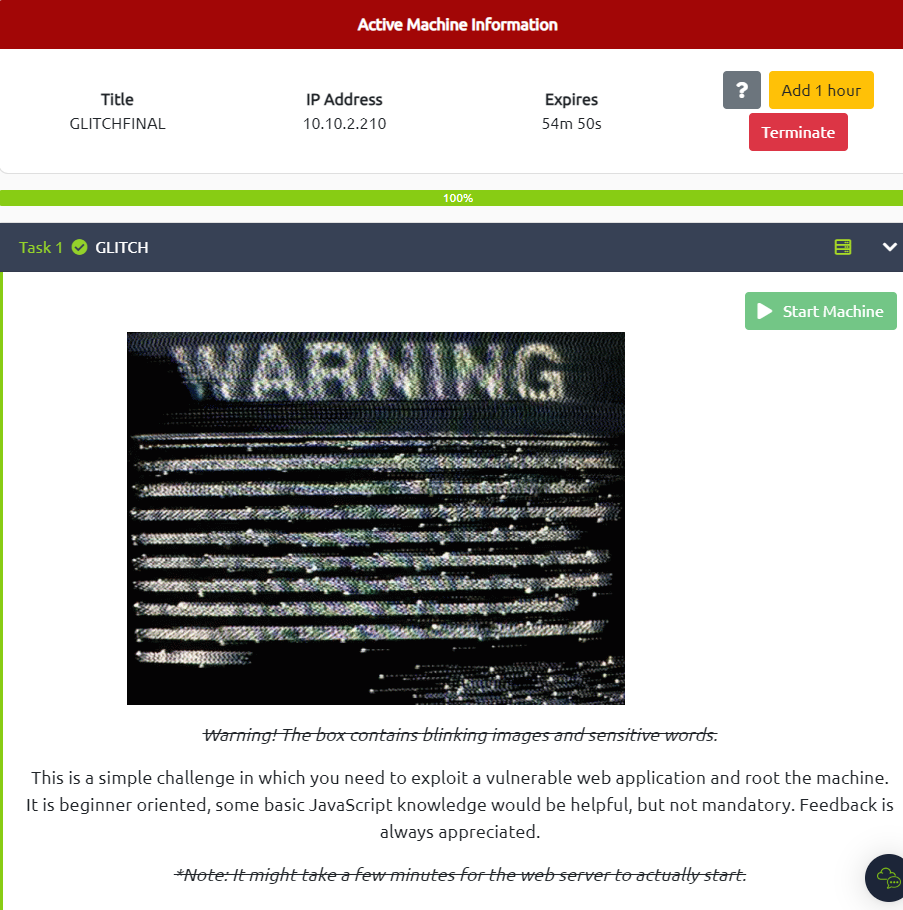 Active Machine Information
Title
GLITCHFINAL
IP Address
10.10.2.210
Expires
54m 50s
?
Add 1 hour
Terminate
100%
Task 1 GLITCH
Start Machine
WARNING
Warning! The box contains blinking images and sensitive words.
This is a simple challenge in which you need to exploit a vulnerable web application and root the machine.
It is beginner oriented, some basic JavaScript knowledge would be helpful, but not mandatory. Feedback is
always appreciated.
*Note: It might take a few minutes for the web server to actually start.